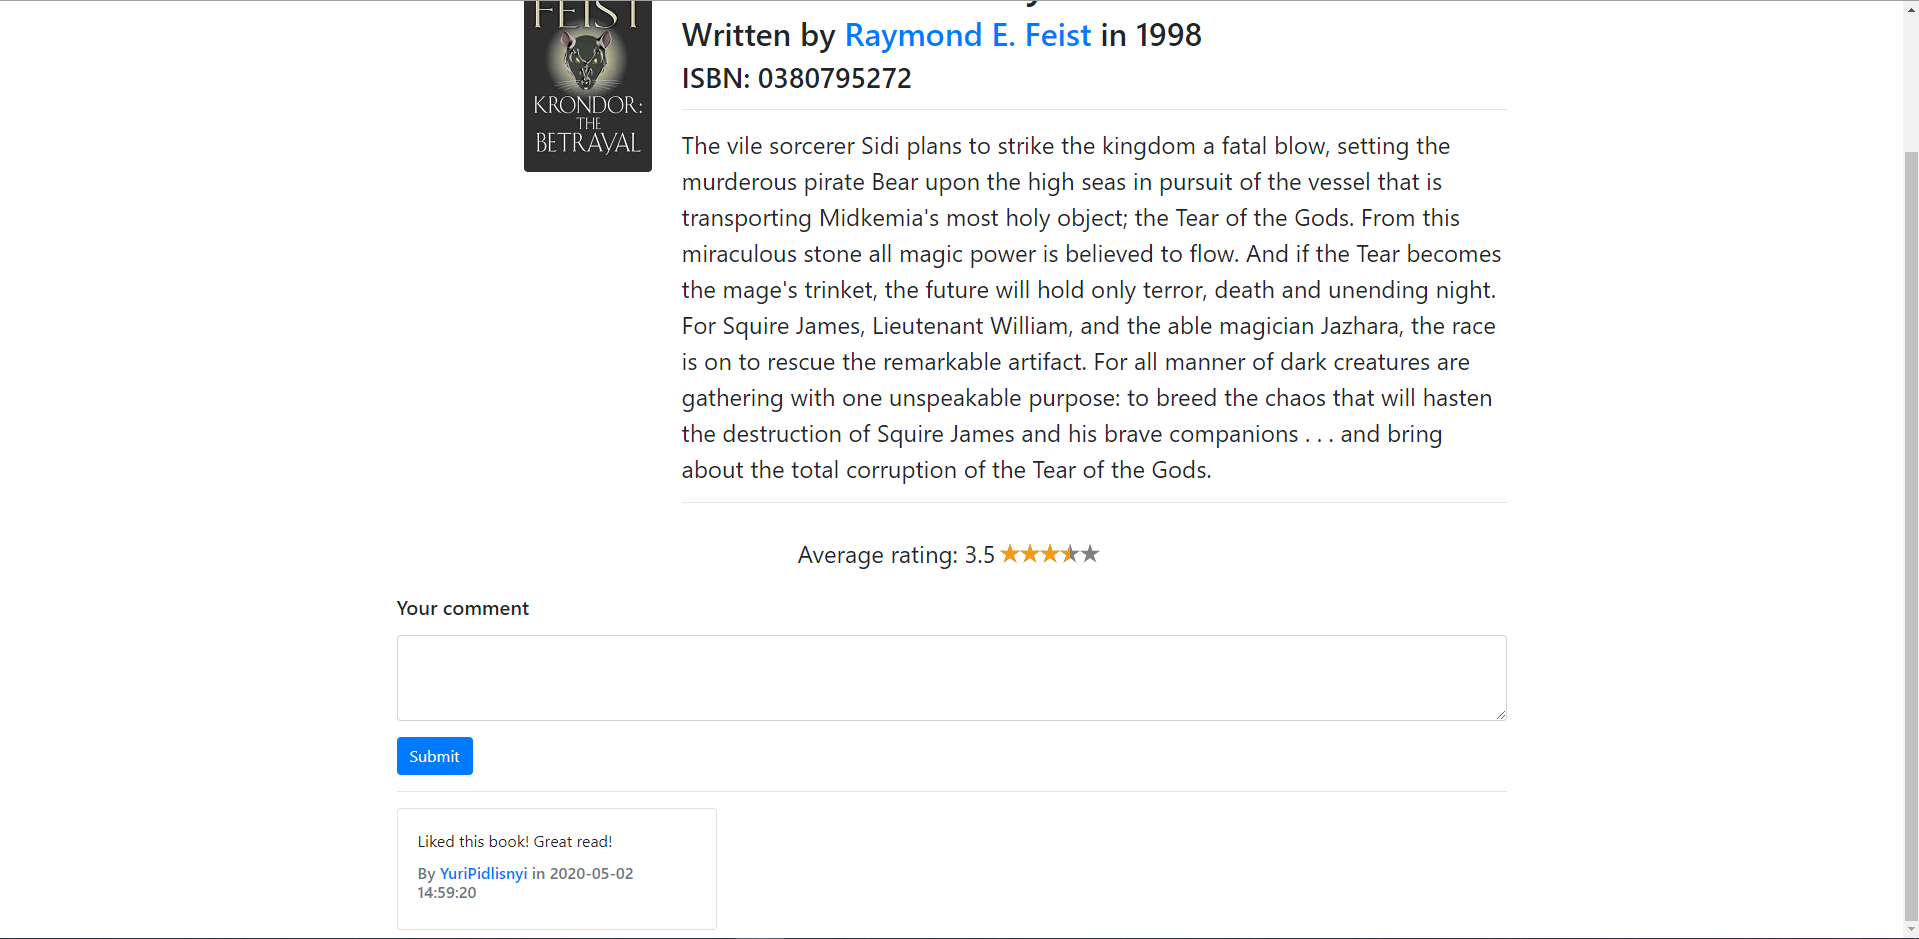 FEIST
KRONDOR:
THE
BETRAYAL
Written by Raymond E. Feist in 1998
ISBN: 0380795272
The vile sorcerer Sidi plans to strike the kingdom a fatal blow, setting the
murderous pirate Bear upon the high seas in pursuit of the vessel that is
transporting Midkemia's most holy object; the Tear of the Gods. From this
miraculous stone all magic power is believed to flow. And if the Tear becomes
the mage's trinket, the future will hold only terror, death and unending night.
For Squire James, Lieutenant William, and the able magician Jazhara, the race
is on to rescue the remarkable artifact. For all manner of dark creatures are
gathering with one unspeakable purpose: to breed the chaos that will hasten
the destruction of Squire James and his brave companions . . . and bring
about the total corruption of the Tear of the Gods.
Average rating: 3.5
Your comment
Submit
Liked this book! Great read!
By YuriPidlisnyi in 2020-05-02
14:59:20